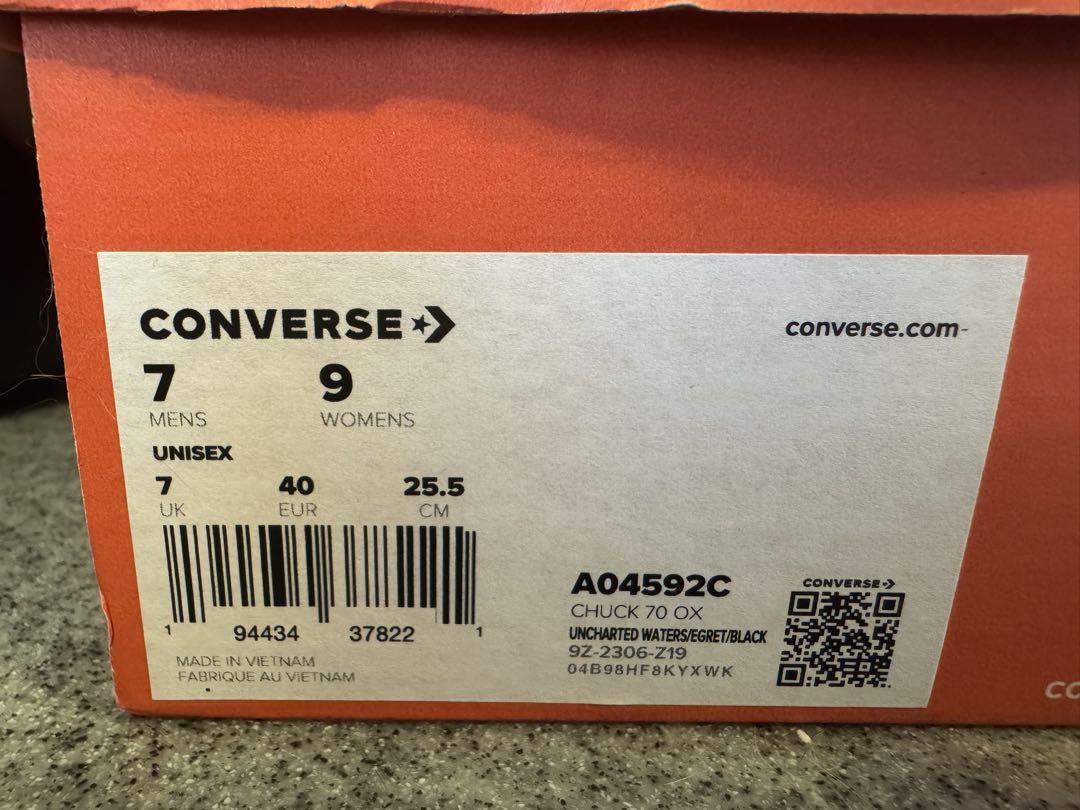 CONVERSE
converse.com
7 9
MENS WOMENS
UNISEX
7 40 25.5
UK EUR CM
1 94434 37822 1
MADE IN VIETNAM
FABRIQUE AU VIETNAM
A04592C
CHUCK 70 OX
UNCHARTED WATERS/EGRET/BLACK
9Z-2306-Z19
04B98HF8KYXWK
CONVERSE